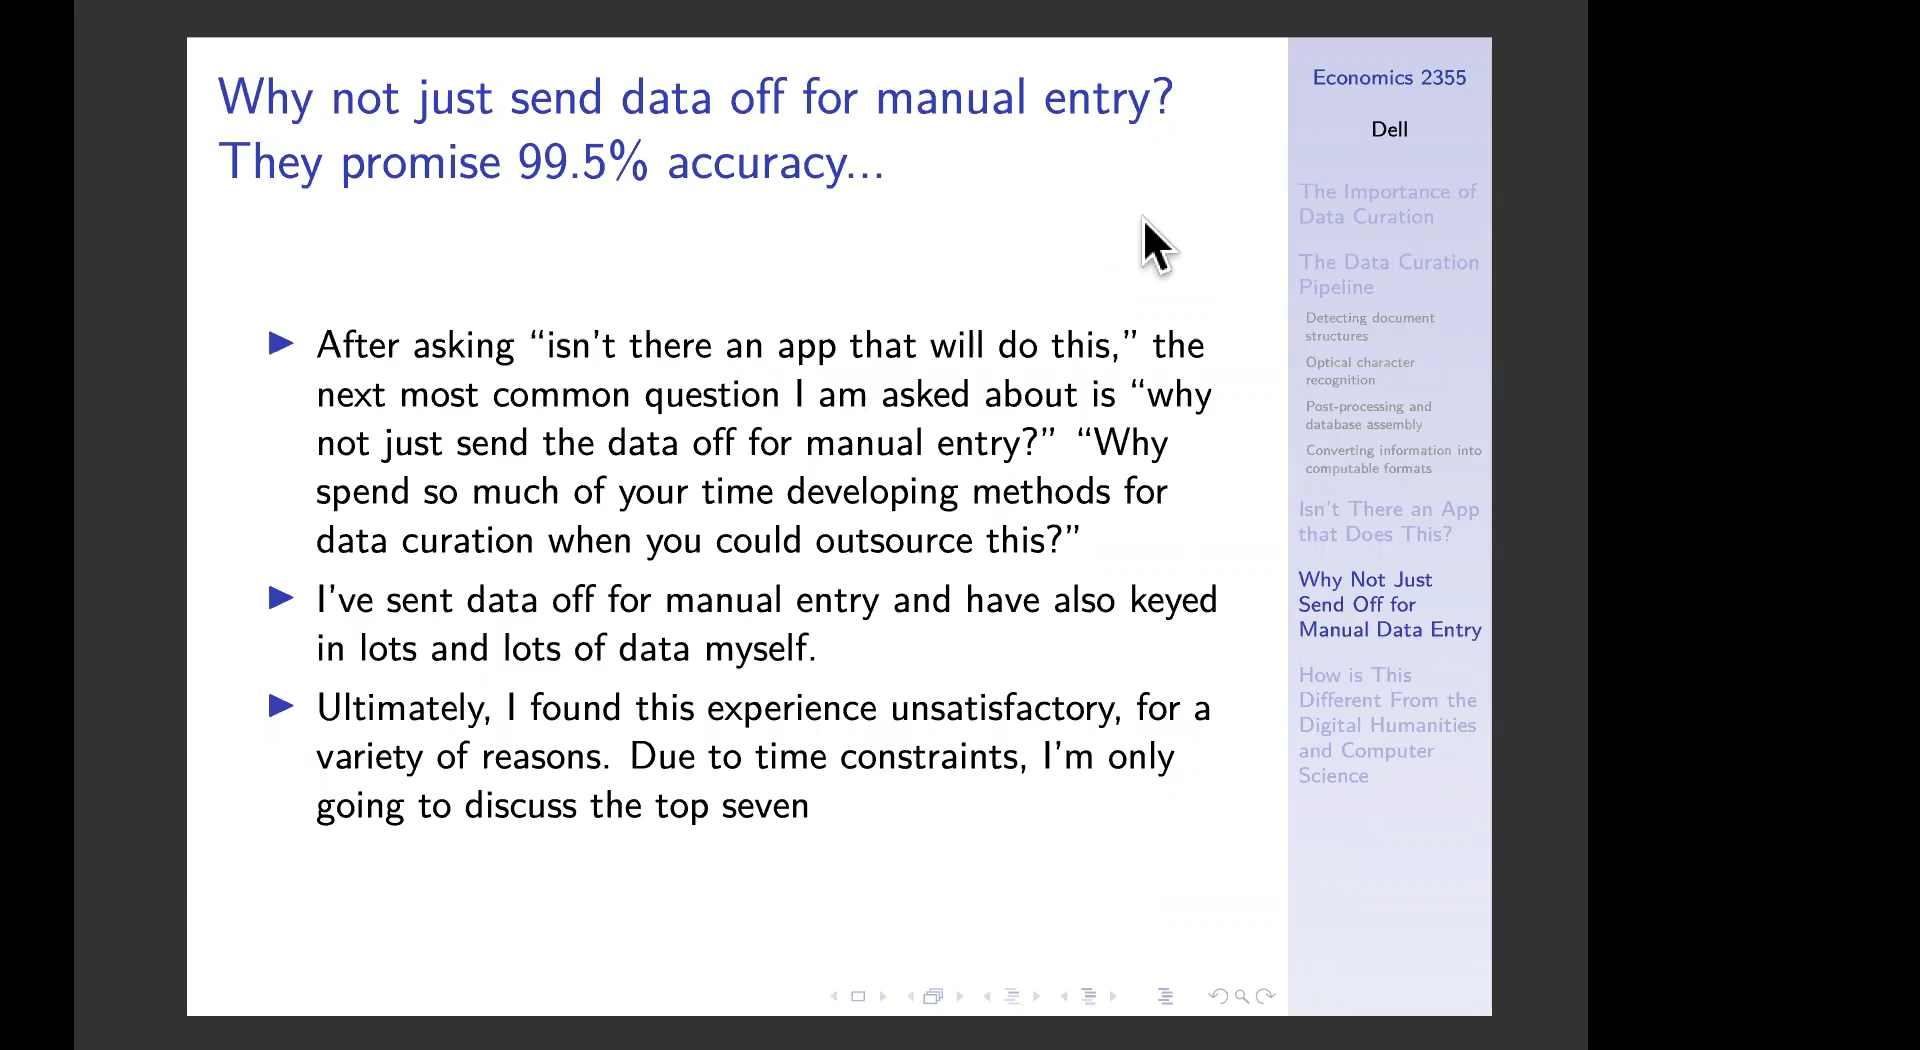 Why not just send data off for manual entry?
They promise 99.5% accuracy...
After asking “isn’t there an app that will do this,” the
next most common question I am asked about is “why
not just send the data off for manual entry?” “Why
spend so much of your time developing methods for
data curation when you could outsource this?”
I’ve sent data off for manual entry and have also keyed
in lots and lots of data myself.
Ultimately, I found this experience unsatisfactory, for a
variety of reasons. Due to time constraints, I’m only
going to discuss the top seven
Economics 2355
Dell
The Importance of
Data Curation
The Data Curation
Pipeline
Detecting document
structures
Optical character
recognition
Post-processing and
database assembly
Converting information into
computable formats
Isn’t There an App
that Does This?
Why Not Just
Send Off for
Manual Data Entry
How is This
Different From the
Digital Humanities
and Computer
Science